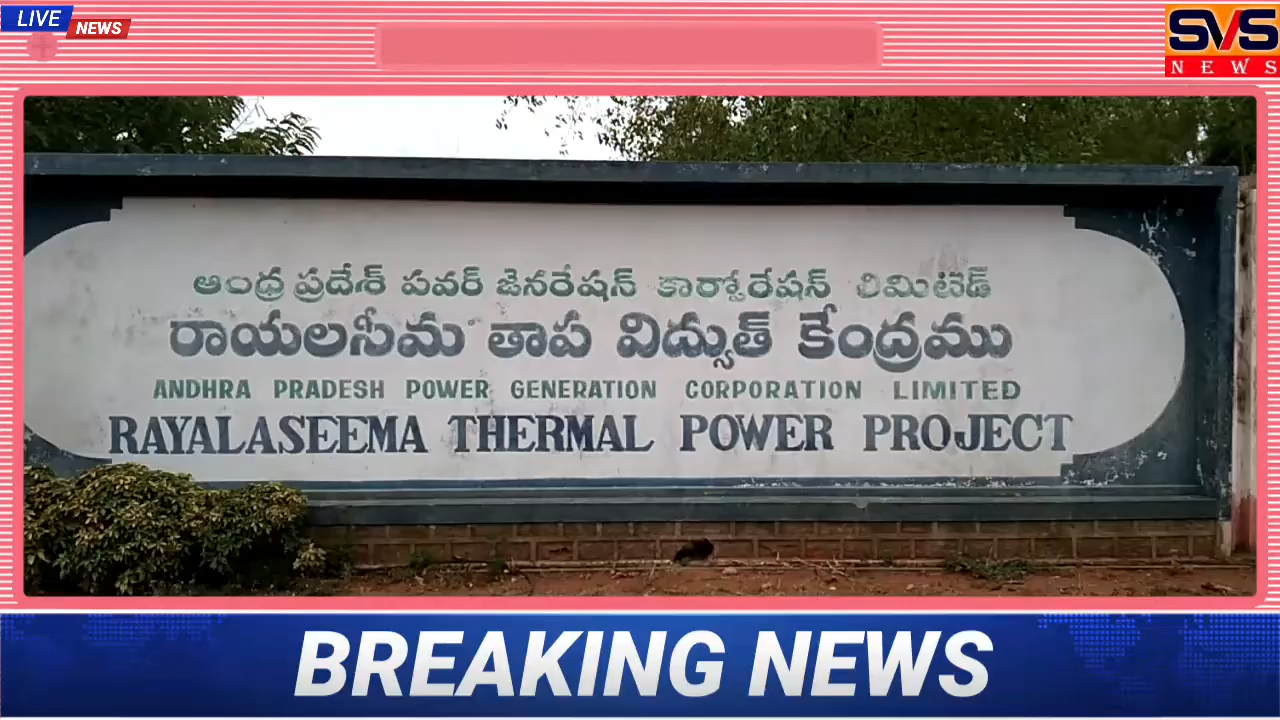 LIVE
NEWS
SVS
NEWS
ఆంధ్ర ప్రదేశ్ పవర్ జెనరేషన్ కార్పోరేషన్ లిమిటెడ్
రాయలసీమ తాప విద్యుత్ కేంద్రము
ANDHRA PRADESH POWER GENERATION CORPORATION LIMITED
RAYALASEEMA THERMAL POWER PROJECT
BREAKING NEWS